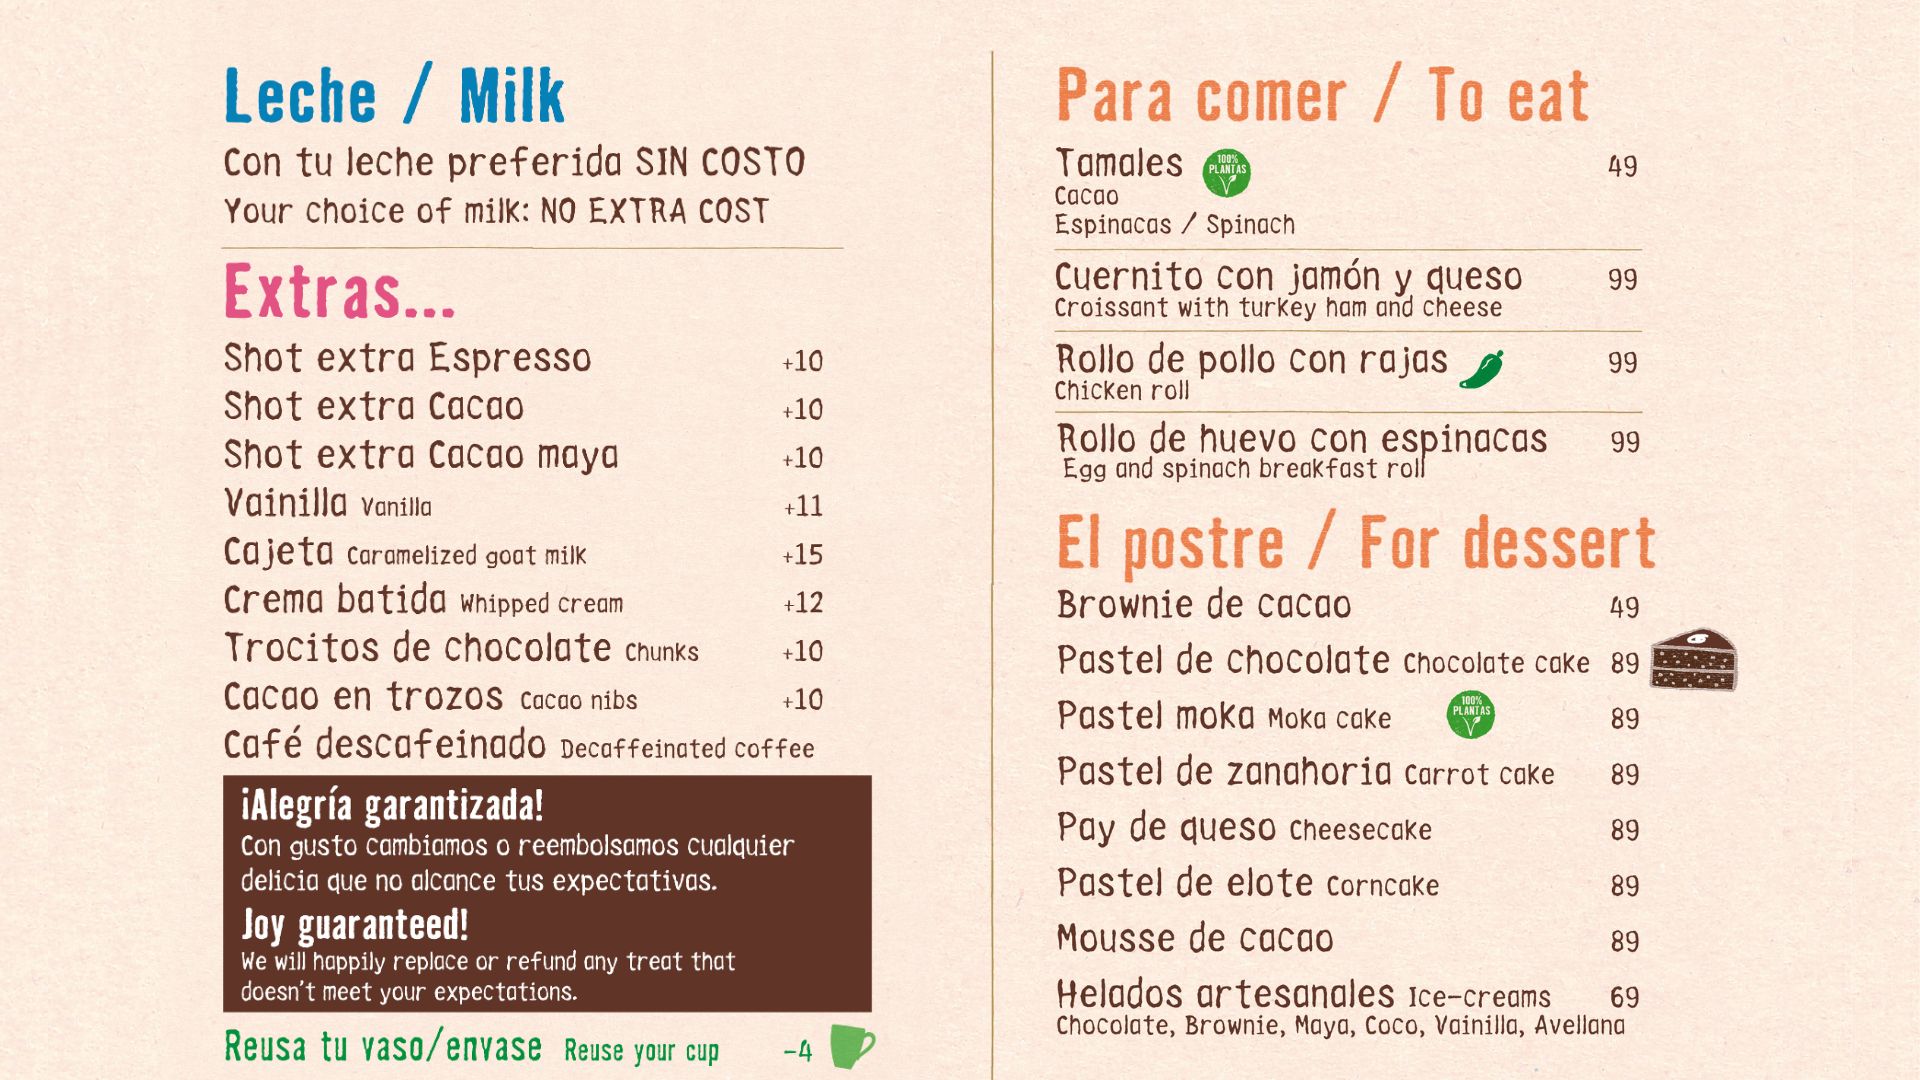 Leche / Milk
Con tu leche preferida SIN COSTO
Your choice of milk: NO EXTRA COST
Extras...
Shot extra Espresso +10
Shot extra Cacao +10
Shot extra Cacao maya +10
Vainilla Vanilla +11
Cajeta Caramelized goat milk +15
Crema batida Whipped cream +12
Trocitos de chocolate Chunks +10
Cacao en trozos Cacao nibs +10
Café descafeinado Decaffeinated coffee
¡Alegría garantizada!
Con gusto cambiamos o reembolsamos cualquier
delicia que no alcance tus expectativas.
Joy guaranteed!
We will happily replace or refund any treat that
doesn't meet your expectations.
Reusa tu vaso/envase Reuse your cup -4
Para comer / To eat
Tamales 100% PLANTAS 49
Cacao
Espinacas / Spinach
Cuernito con jamón y queso 99
Croissant with turkey ham and cheese
Rollo de pollo con rajas 99
Chicken roll
Rollo de huevo con espinacas 99
Egg and spinach breakfast roll
El postre / For dessert
Brownie de cacao 49
Pastel de chocolate Chocolate cake 89
Pastel moka Moka cake 100% PLANTAS 89
Pastel de zanahoria Carrot cake 89
Pay de queso Cheesecake 89
Pastel de elote Corncake 89
Mousse de cacao 89
Helados artesanales Ice-creams 69
Chocolate, Brownie, Maya, Coco, Vainilla, Avellana